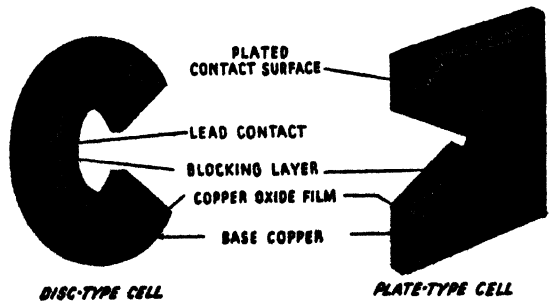 PLATED
CONTACT SURFACE
LEAD CONTACT
BLOCKING LAYER
COPPER OXIDE FILM
BASE COPPER
DISC-TYPE CELL
PLATE-TYPE CELL